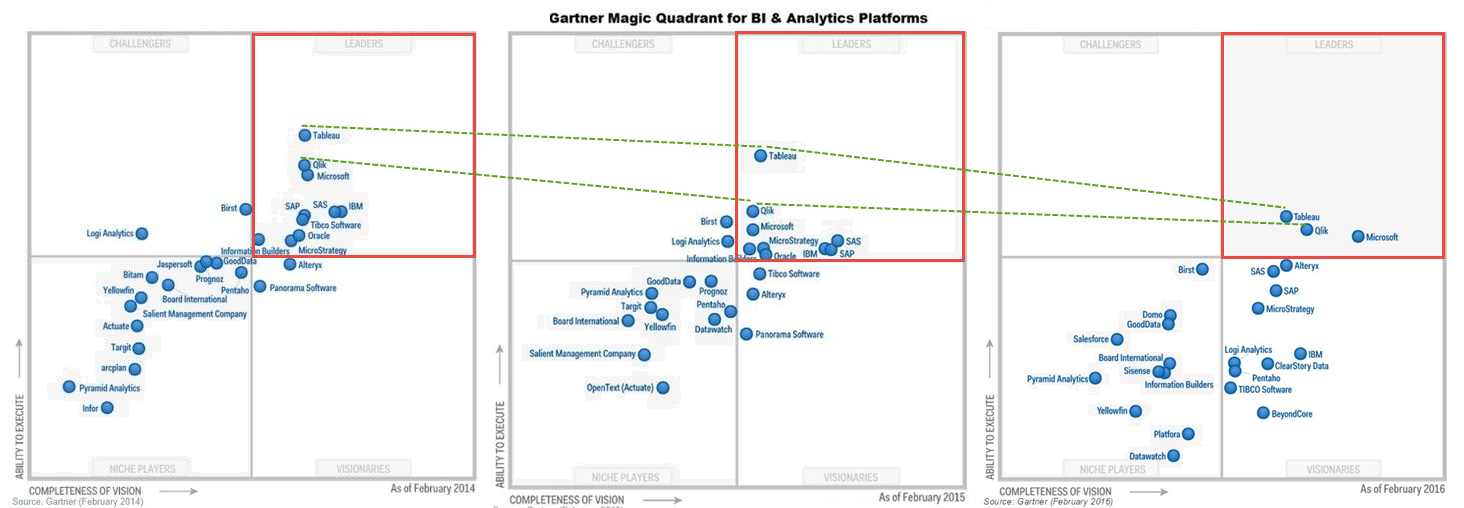 Gartner Magic Quadrant for BI & Analytics Platforms
CHALLENGERS
LEADERS
Tableau
Qlik
Microsoft
Birst
SAP
SAS
IBM
Tibco Software
Logi Analytics
Oracle
Information Builders
MicroStrategy
Jaspersoft
GoodData
Alteryx
Bitam
Prognoz
Pentaho
Panorama Software
Yellowfin
Board International
Salient Management Company
Actuate
Targit
arcplan
Pyramid Analytics
Infor
ABILITY TO EXECUTE
NICHE PLAYERS
VISIONARIES
COMPLETENESS OF VISION
As of February 2014
Source: Gartner (February 2014)
CHALLENGERS
LEADERS
Tableau
Qlik
Birst
Microsoft
Logi Analytics
MicroStrategy
SAS
Information Builders
Oracle
IBM
SAP
Tibco Software
GoodData
Prognoz
Pyramid Analytics
Alteryx
Targit
Pentaho
Board International
Yellowfin
Datawatch
Panorama Software
Salient Management Company
OpenText (Actuate)
ABILITY TO EXECUTE
NICHE PLAYERS
VISIONARIES
COMPLETENESS OF VISION
As of February 2015
CHALLENGERS
LEADERS
Tableau
Qlik
Microsoft
Birst
Alteryx
SAS
SAP
MicroStrategy
Domo
GoodData
Salesforce
Logi Analytics
IBM
Board International
ClearStory Data
Sisense
Pentaho
Pyramid Analytics
Information Builders
TIBCO Software
Yellowfin
BeyondCore
Platfora
Datawatch
ABILITY TO EXECUTE
NICHE PLAYERS
VISIONARIES
COMPLETENESS OF VISION
As of February 2016
Source: Gartner (February 2016)